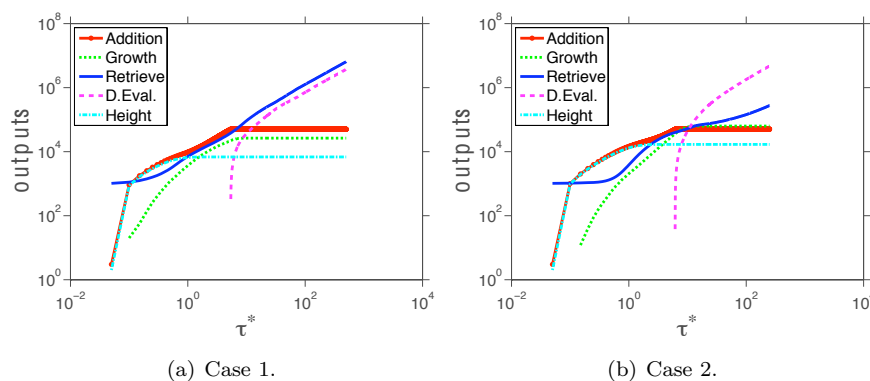 10^8
10^6
10^4
10^2
10^0
outputs
Addition
Growth
Retrieve
D.Eval.
Height
10^-2
10^0
10^2
10^4
τ*
(a) Case 1.
10^8
10^6
10^4
10^2
10^0
outputs
Addition
Growth
Retrieve
D.Eval.
Height
10^-2
10^0
10^2
τ*
(b) Case 2.